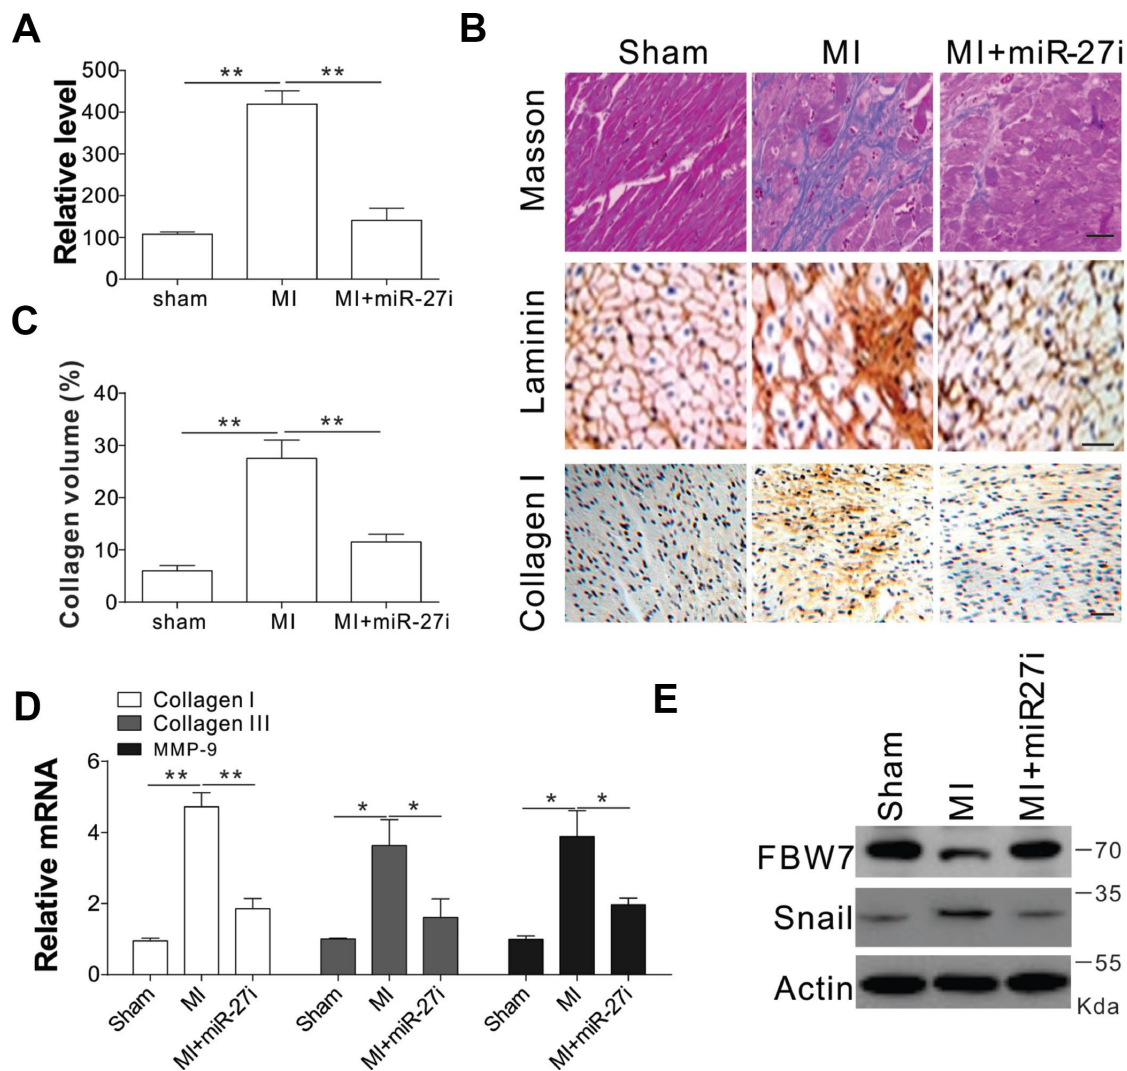 A
Relative level
500
400
300
200
100
0
**
**
sham
MI
MI+miR-27i
B
Sham
MI
MI+miR-27i
Masson
Laminin
Collagen I
C
Collagen volume (%)
40
30
20
10
0
**
**
sham
MI
MI+miR-27i
D
Collagen I
Collagen III
MMP-9
Relative mRNA
6
4
2
0
**
**
*
*
*
*
Sham
MI
MI+miR-27i
Sham
MI
MI+miR-27i
Sham
MI
MI+miR-27i
E
Sham
MI
MI+miR27i
FBW7
70
35
Snail
55
Actin
Kda